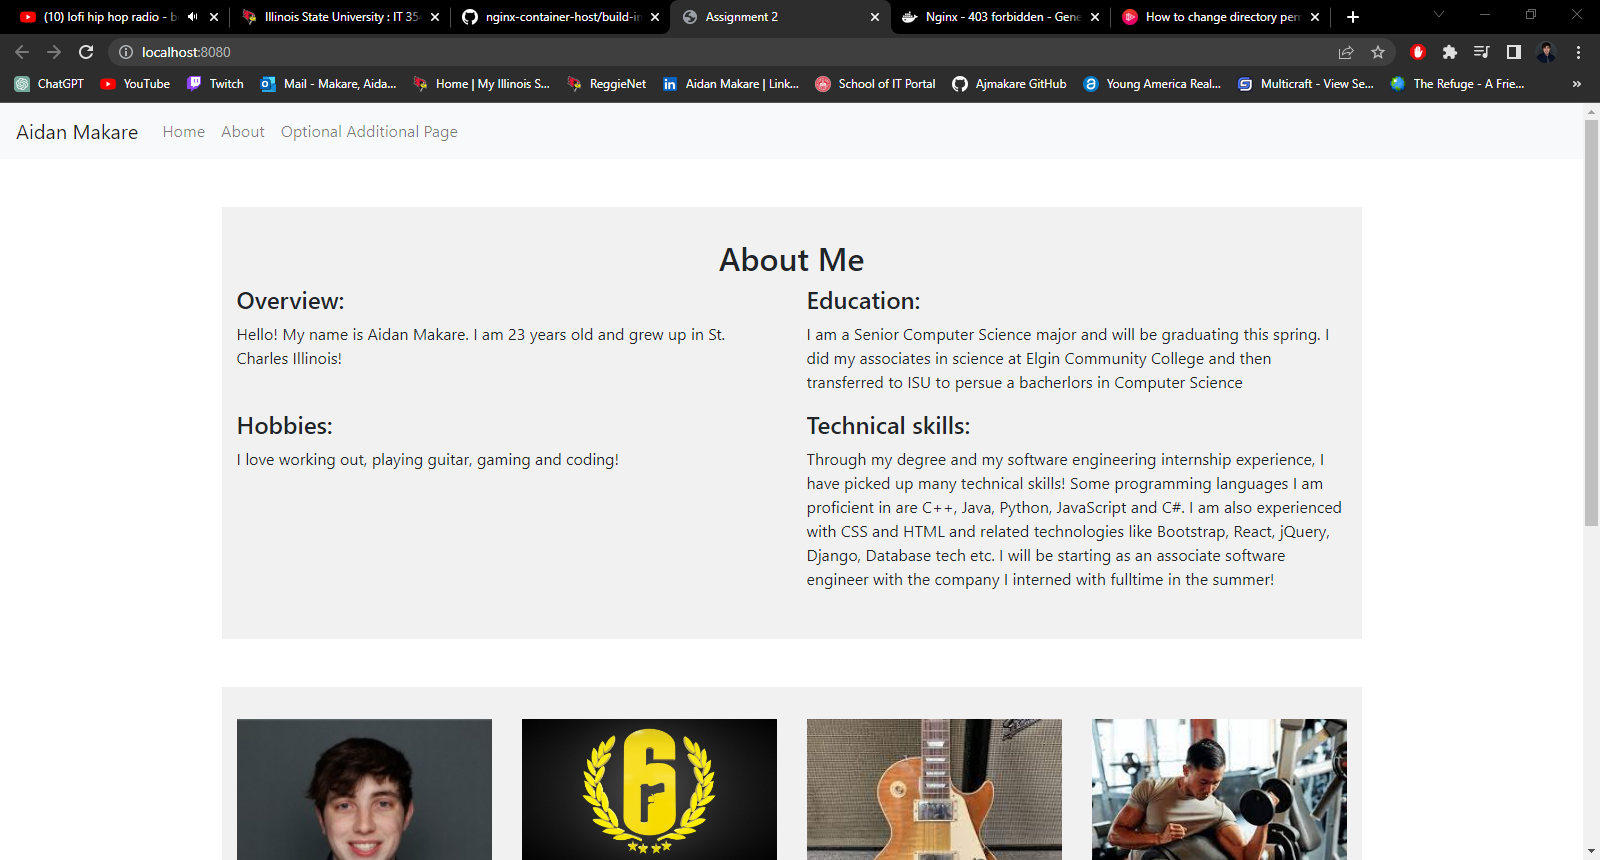 (10) lofi hip hop radio - b
Illinois State University : IT 354
nginx-container-host/build-in
Assignment 2
Nginx - 403 forbidden - Gene
How to change directory perm
localhost:8080
ChatGPT
YouTube
Twitch
Mail - Makare, Aida...
Home | My Illinois S...
ReggieNet
Aidan Makare | Link...
School of IT Portal
Ajmakare GitHub
Young America Real...
Multicraft - View Se...
The Refuge - A Frie...
Aidan Makare
Home
About
Optional Additional Page
About Me
Overview:
Hello! My name is Aidan Makare. I am 23 years old and grew up in St.
Charles Illinois!
Education:
I am a Senior Computer Science major and will be graduating this spring. I
did my associates in science at Elgin Community College and then
transferred to ISU to persue a bacherlors in Computer Science
Hobbies:
I love working out, playing guitar, gaming and coding!
Technical skills:
Through my degree and my software engineering internship experience, I
have picked up many technical skills! Some programming languages I am
proficient in are C++, Java, Python, JavaScript and C#. I am also experienced
with CSS and HTML and related technologies like Bootstrap, React, jQuery,
Django, Database tech etc. I will be starting as an associate software
engineer with the company I interned with fulltime in the summer!
6